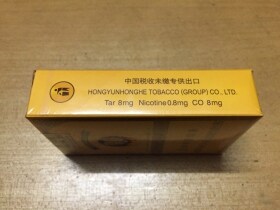 中国税收未缴专供出口
HONGYUNHONGHE TOBACCO (GROUP) CO., LTD.
Tar 8mg Nicotine 0.8mg CO 8mg